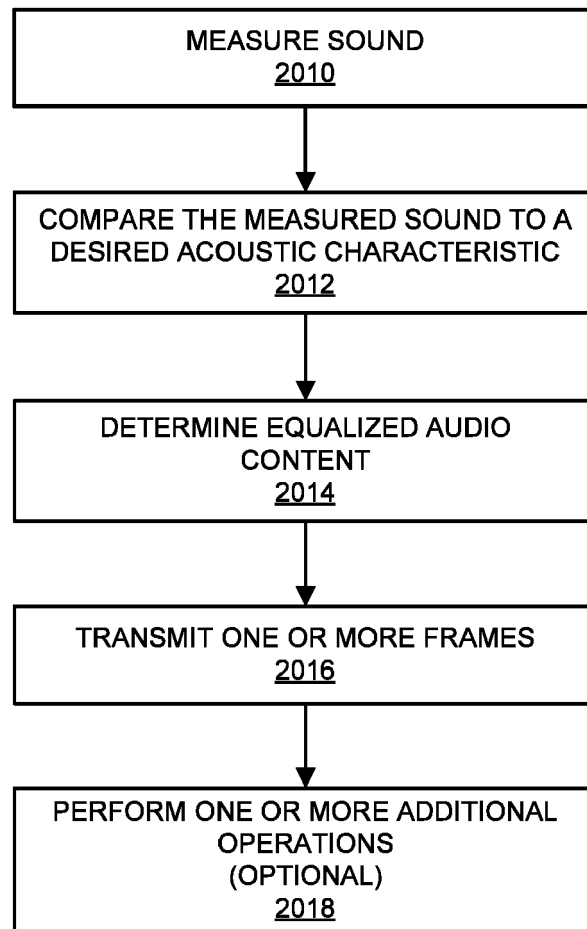 MEASURE SOUND
2010
COMPARE THE MEASURED SOUND TO A
DESIRED ACOUSTIC CHARACTERISTIC
2012
DETERMINE EQUALIZED AUDIO
CONTENT
2014
TRANSMIT ONE OR MORE FRAMES
2016
PERFORM ONE OR MORE ADDITIONAL
OPERATIONS
(OPTIONAL)
2018